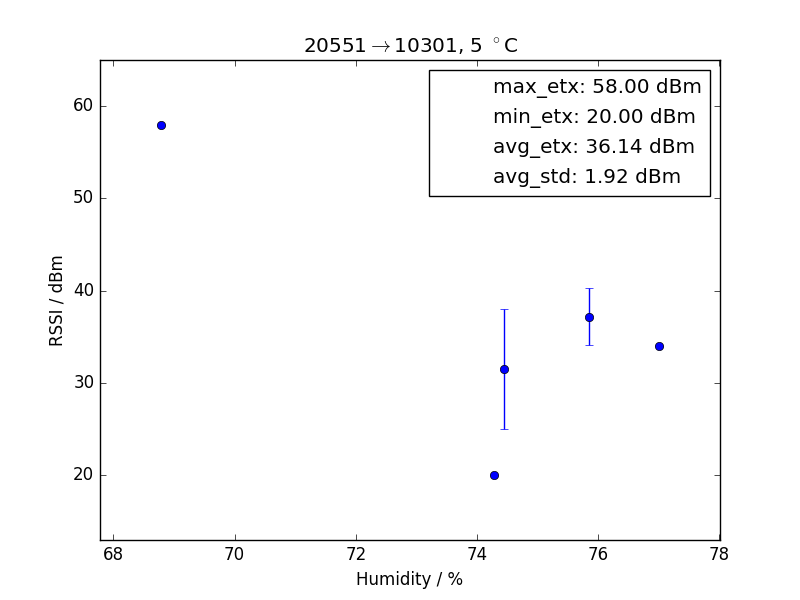 20551→10301, 5 °C
max_etx: 58.00 dBm
min_etx: 20.00 dBm
avg_etx: 36.14 dBm
avg_std: 1.92 dBm
RSSI / dBm
60
50
40
30
20
68 70 72 74 76 78
Humidity / %